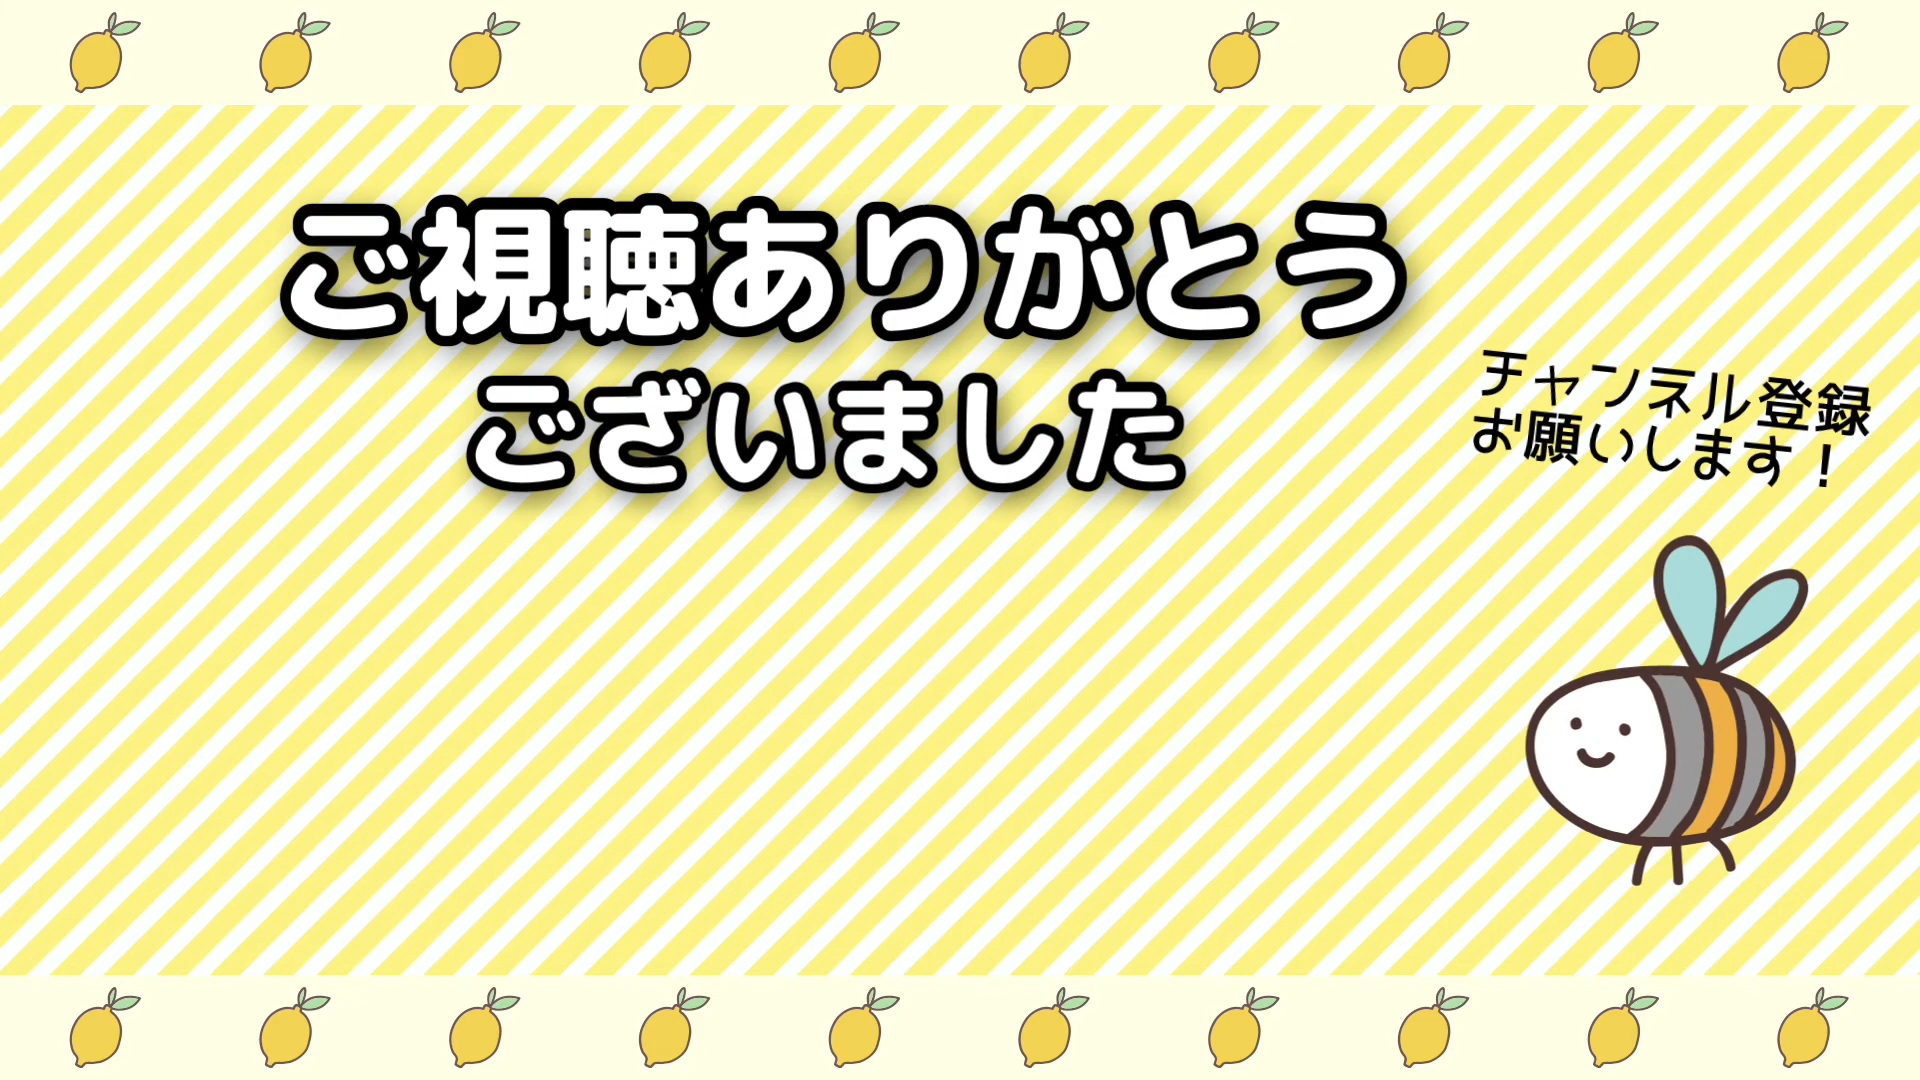 ご視聴ありがとう
ございました
チャンネル登録
お願いします！